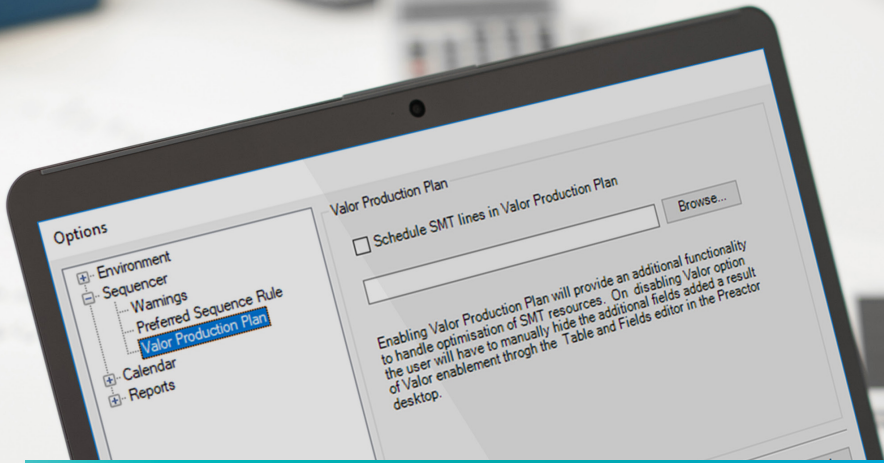 Options
Environment
Sequencer
Warnings
Preferred Sequence Rule
Valor Production Plan
Calendar
Reports
Valor Production Plan
Schedule SMT lines in Valor Production Plan
Browse...
Enabling Valor Production Plan will provide an additional functionality
to handle optimisation of SMT resources. On disabling Valor option
the user will have to manually hide the additional fields added a result
of Valor enablement throgh the Table and Fields editor in the Preactor
desktop.